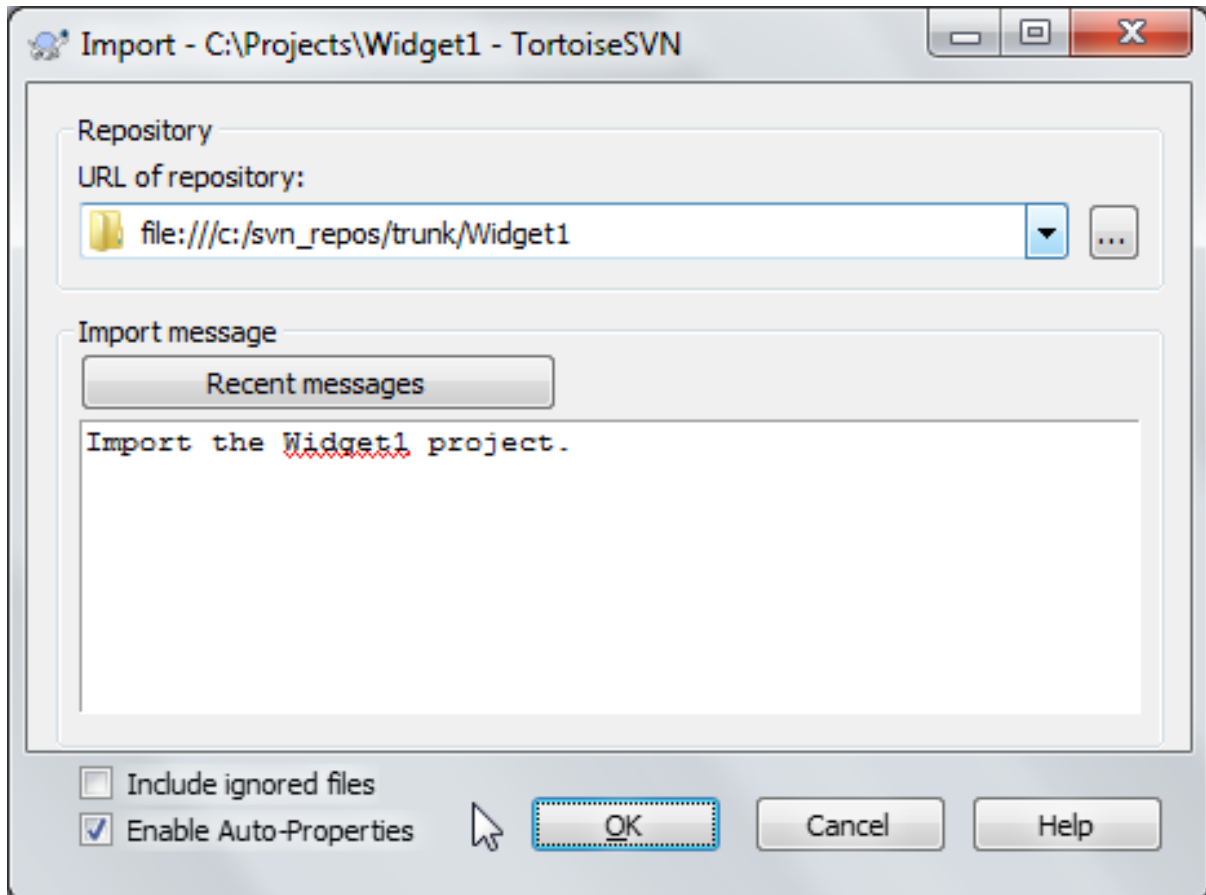 Import - C:\Projects\Widget1 - TortoiseSVN
Repository
URL of repository:
file:///c:/svn_repos/trunk/Widget1
...
Import message
Recent messages
Import the Widget1 project.
Include ignored files
Enable Auto-Properties
OK
Cancel
Help